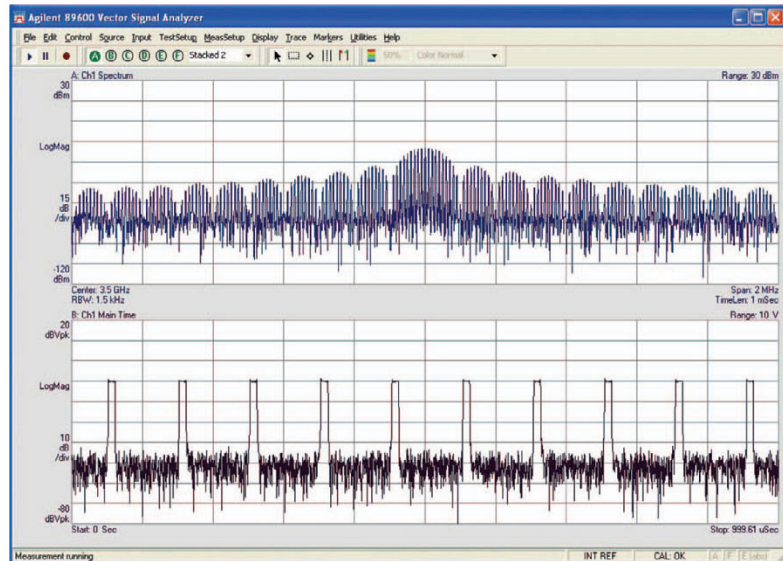 Agilent 89600 Vector Signal Analyzer
File Edit Control Source Input TestSetup MeasSetup Display Trace Markers Utilities Help
A B C D E F Stacked 2 50% Color Normal
A: Ch1 Spectrum Range: 30 dBm
30
dBm
LogMag
15
dB
/div
-120
dBm
Center: 3.5 GHz Span: 2 MHz
RBW: 1.5 kHz TimeLen: 1 mSec
B: Ch1 Main Time Range: 10 V
20
dBVpk
LogMag
10
dB
/div
-80
dBVpk
Start: 0 Sec Stop: 999.61 uSec
Measurement running INT REF CAL: OK A F